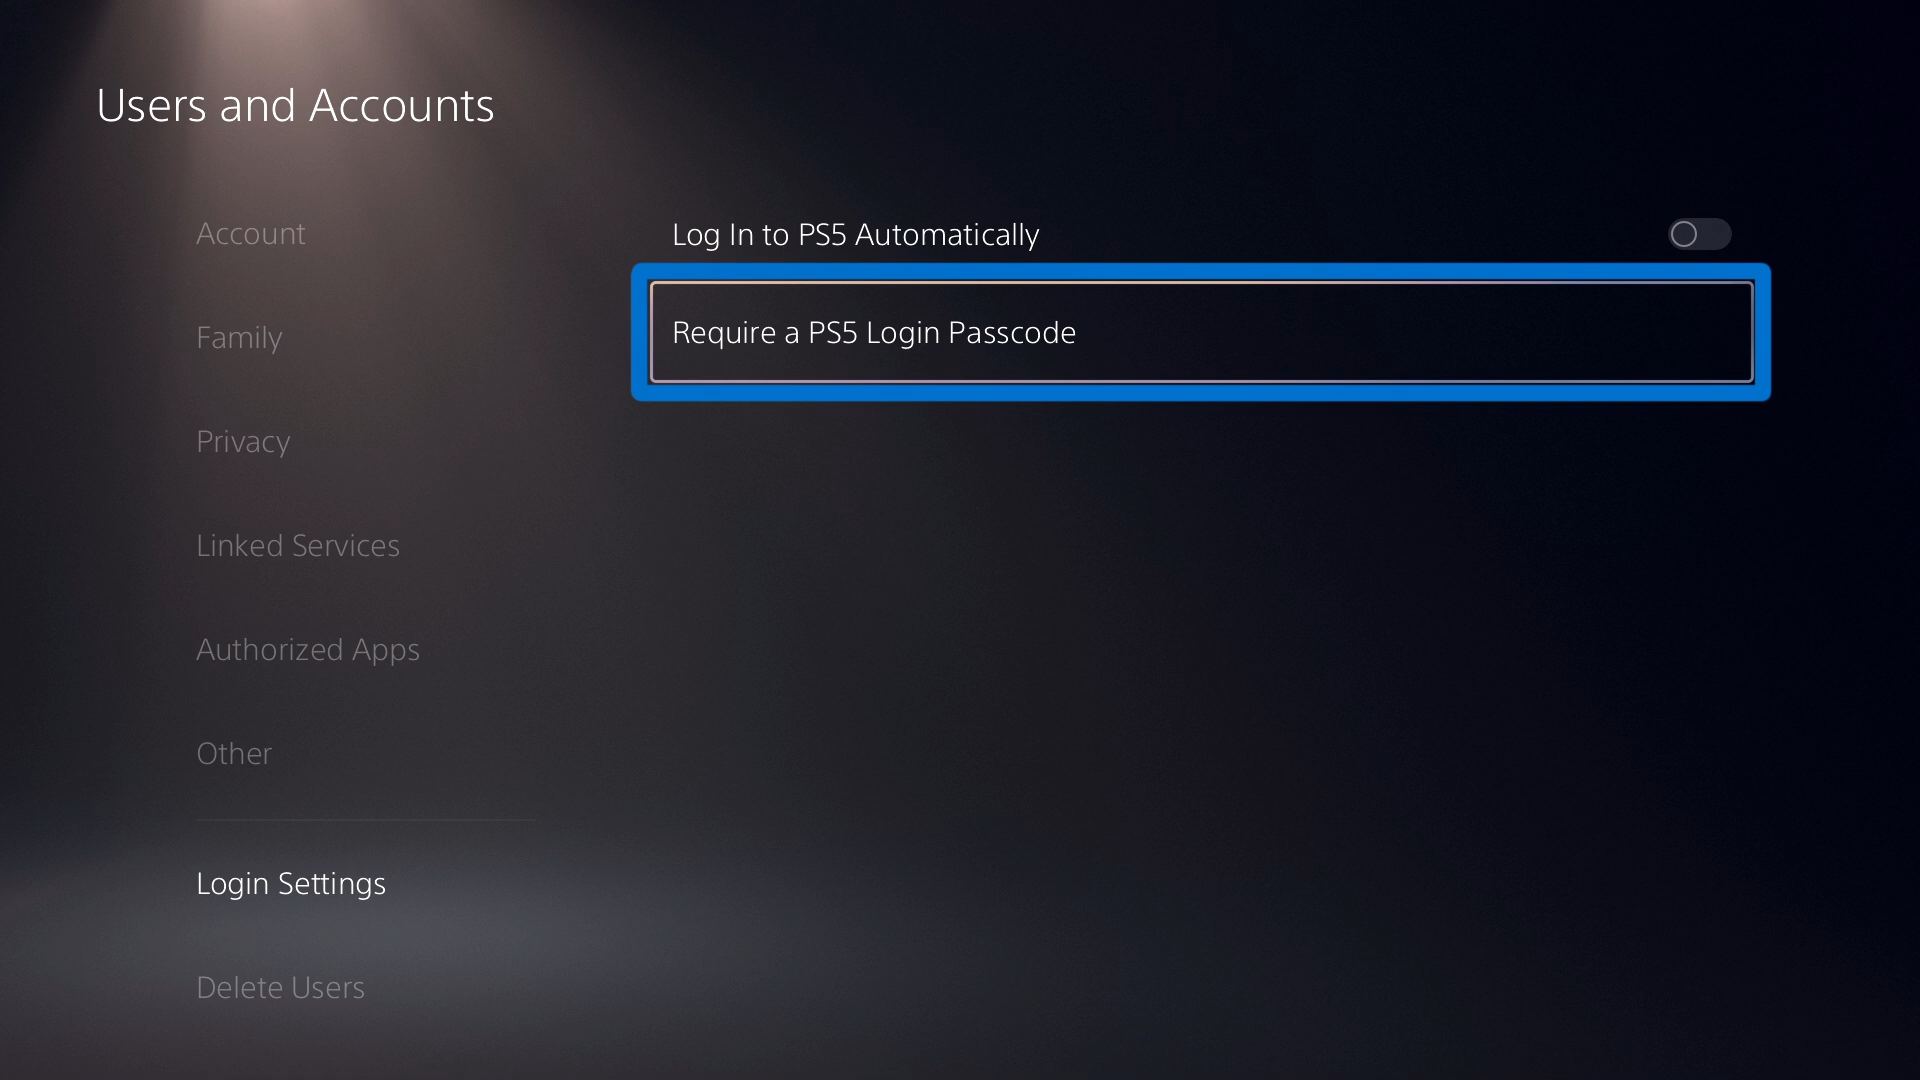 Users and Accounts
Account
Family
Privacy
Linked Services
Authorized Apps
Other
Login Settings
Delete Users
Log In to PS5 Automatically
Require a PS5 Login Passcode